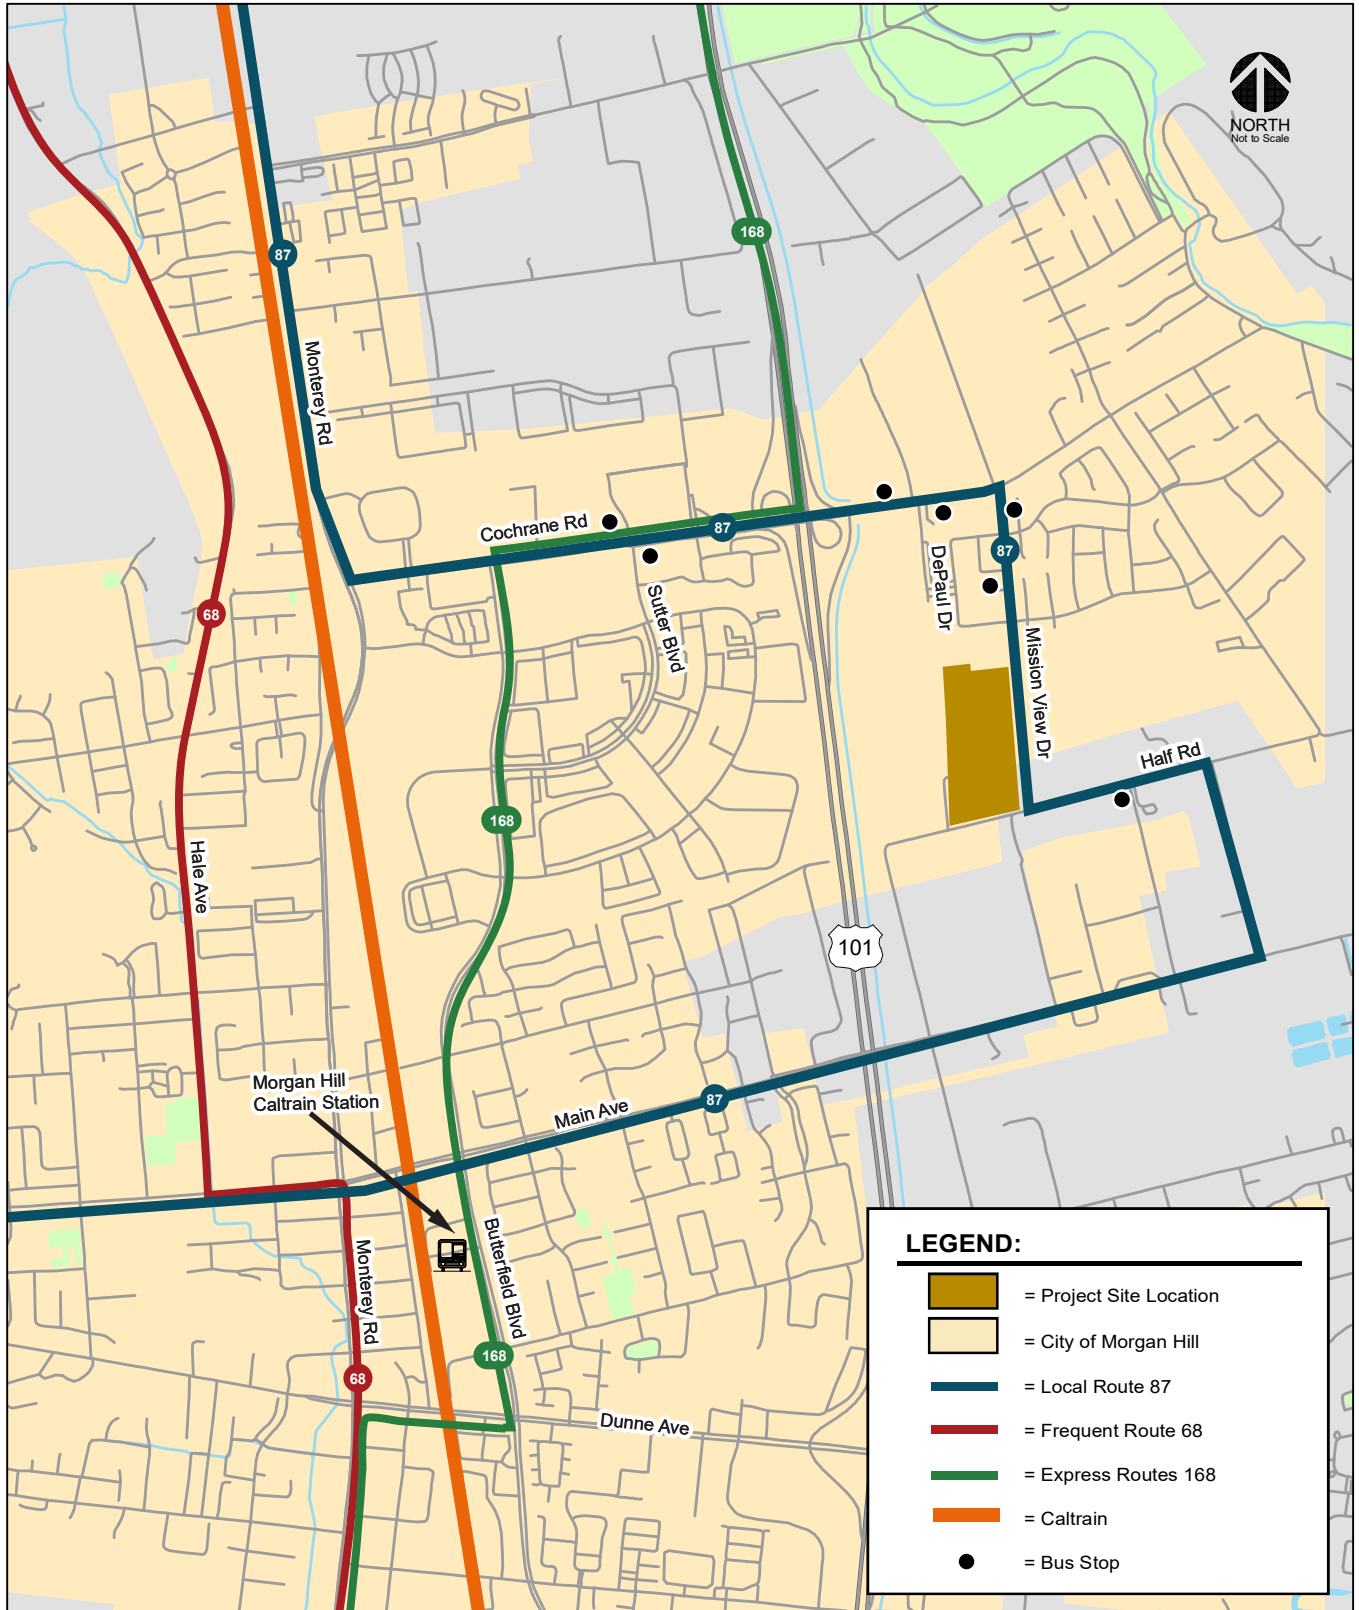 NORTH
Not to Scale
168
87
Monterey Rd
Cochrane Rd
87
87
DePaul Dr
Sutter Blvd
68
Mission View Dr
Half Rd
168
Hale Ave
101
Morgan Hill
Caltrain Station
Main Ave
87
Monterey Rd
Butterfield Blvd
168
68
Dunne Ave
LEGEND:
= Project Site Location
= City of Morgan Hill
= Local Route 87
= Frequent Route 68
= Express Routes 168
= Caltrain
= Bus Stop